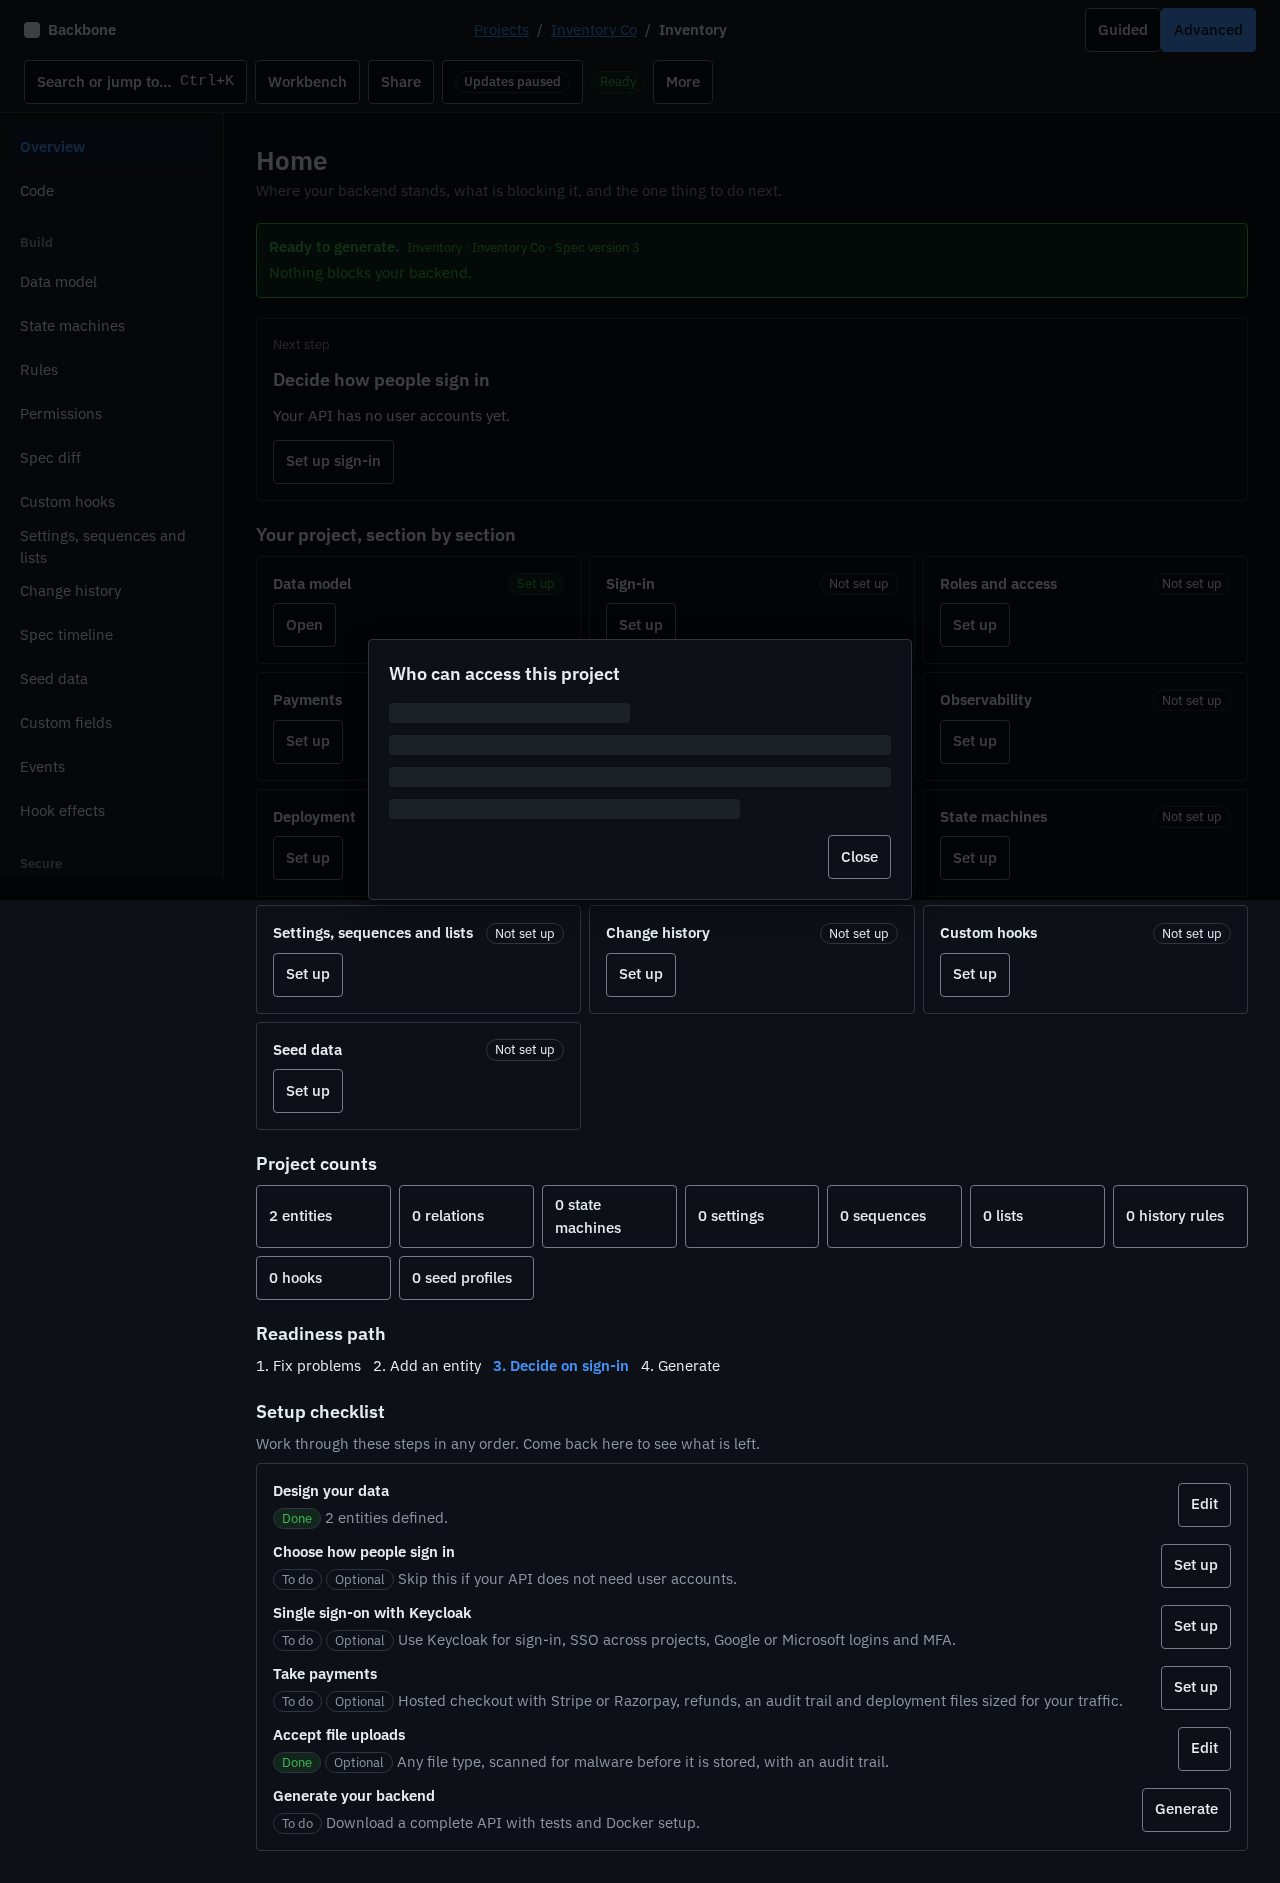 Backbone
Projects / Inventory Co / Inventory
Guided
Advanced
Search or jump to... Ctrl+K
Workbench
Share
Updates paused
Ready
More
Overview
Code
Build
Data model
State machines
Rules
Permissions
Spec diff
Custom hooks
Settings, sequences and
lists
Change history
Spec timeline
Seed data
Custom fields
Events
Hook effects
Secure
Home
Where your backend stands, what is blocking it, and the one thing to do next.
Ready to generate. Inventory · Inventory Co · Spec version 3
Nothing blocks your backend.
Next step
Decide how people sign in
Your API has no user accounts yet.
Set up sign-in
Your project, section by section
Data model
Set up
Open
Sign-in
Not set up
Set up
Roles and access
Not set up
Set up
Payments
Set up
Observability
Not set up
Set up
Deployment
Set up
State machines
Not set up
Set up
Who can access this project
Close
Settings, sequences and lists
Not set up
Set up
Change history
Not set up
Set up
Custom hooks
Not set up
Set up
Seed data
Not set up
Set up
Project counts
2 entities
0 relations
0 state
machines
0 settings
0 sequences
0 lists
0 history rules
0 hooks
0 seed profiles
Readiness path
1. Fix problems 2. Add an entity 3. Decide on sign-in 4. Generate
Setup checklist
Work through these steps in any order. Come back here to see what is left.
Design your data
Done 2 entities defined.
Edit
Choose how people sign in
To do Optional Skip this if your API does not need user accounts.
Set up
Single sign-on with Keycloak
To do Optional Use Keycloak for sign-in, SSO across projects, Google or Microsoft logins and MFA.
Set up
Take payments
To do Optional Hosted checkout with Stripe or Razorpay, refunds, an audit trail and deployment files sized for your traffic.
Set up
Accept file uploads
Done Optional Any file type, scanned for malware before it is stored, with an audit trail.
Edit
Generate your backend
To do Download a complete API with tests and Docker setup.
Generate